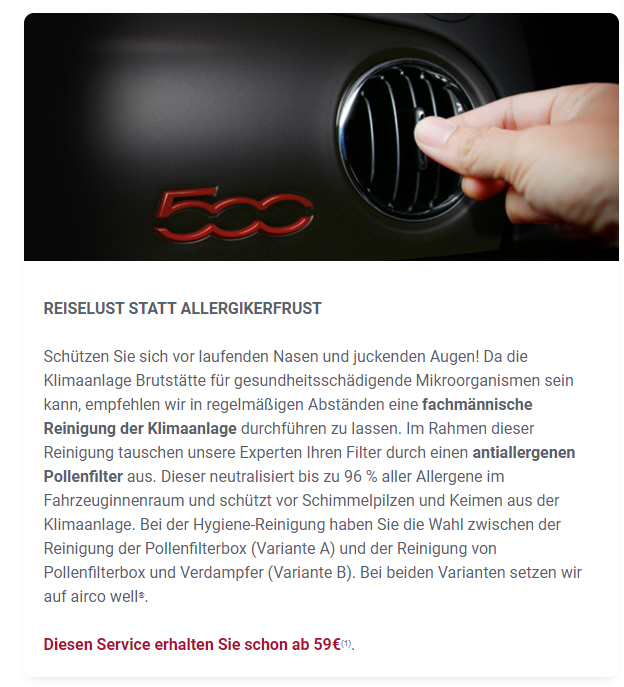 500
REISELUST STATT ALLERGIKERFRUST
Schützen Sie sich vor laufenden Nasen und juckenden Augen! Da die
Klimaanlage Brutstätte für gesundheitsschädigende Mikroorganismen sein
kann, empfehlen wir in regelmäßigen Abständen eine fachmännische
Reinigung der Klimaanlage durchführen zu lassen. Im Rahmen dieser
Reinigung tauschen unsere Experten Ihren Filter durch einen antiallergenen
Pollenfilter aus. Dieser neutralisiert bis zu 96 % aller Allergene im
Fahrzeuginnenraum und schützt vor Schimmelpilzen und Keimen aus der
Klimaanlage. Bei der Hygiene-Reinigung haben Sie die Wahl zwischen der
Reinigung der Pollenfilterbox (Variante A) und der Reinigung von
Pollenfilterbox und Verdampfer (Variante B). Bei beiden Varianten setzen wir
auf airco well®.
Diesen Service erhalten Sie schon ab 59€(1).